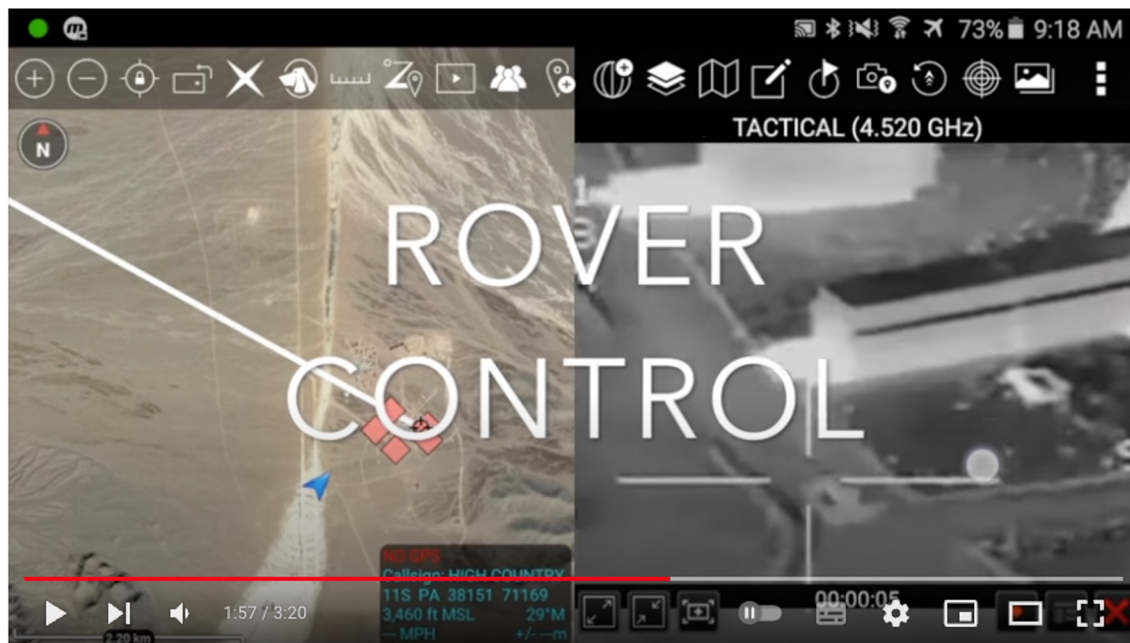 73% 9:18 AM
N
TACTICAL (4.520 GHz)
ROVER
CONTROL
NO GPS
Callsign: HIGH COUNTRY
11S PA 38151 71169
3,460 ft MSL 29°M
-- MPH +/- --m
2.20 km
1:57 / 3:20
00:00:05